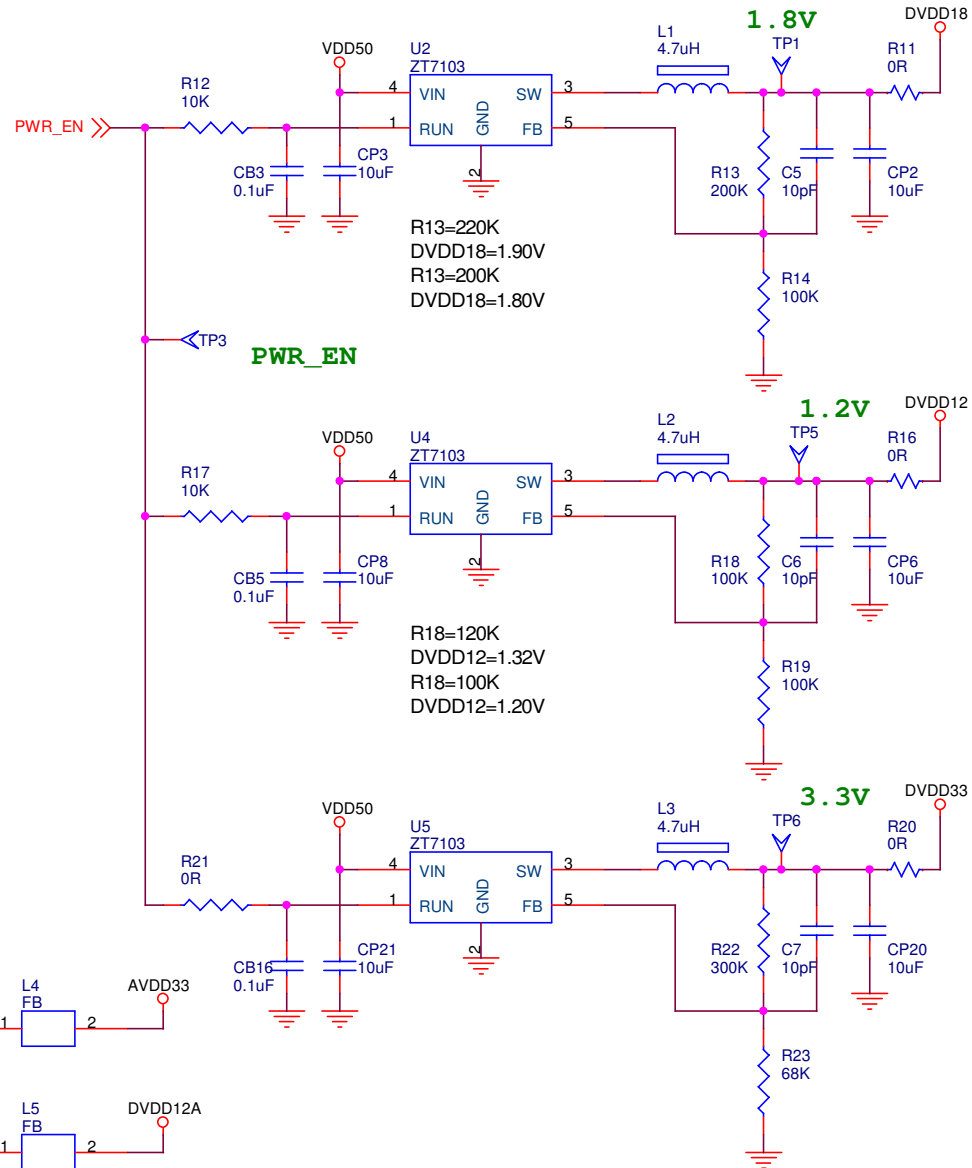 1.8V
DVDD18
VDD50
U2
ZT7103
L1
4.7uH
TP1
R11
0R
R12
10K
4
VIN
SW
3
PWR_EN
1
RUN
GND
FB
5
CB3
0.1uF
CP3
10uF
2
R13
200K
C5
10pF
CP2
10uF
R13=220K
DVDD18=1.90V
R13=200K
DVDD18=1.80V
R14
100K
TP3
PWR_EN
1.2V
DVDD12
VDD50
U4
ZT7103
L2
4.7uH
TP5
R16
0R
R17
10K
4
VIN
SW
3
1
RUN
GND
FB
5
CB5
0.1uF
CP8
10uF
2
R18
100K
C6
10pF
CP6
10uF
R18=120K
DVDD12=1.32V
R18=100K
DVDD12=1.20V
R19
100K
3.3V
DVDD33
VDD50
U5
ZT7103
L3
4.7uH
TP6
R20
0R
R21
0R
4
VIN
SW
3
1
RUN
GND
FB
5
CB16
0.1uF
CP21
10uF
2
R22
300K
C7
10pF
CP20
10uF
L4
FB
AVDD33
1
2
R23
68K
L5
FB
DVDD12A
1
2